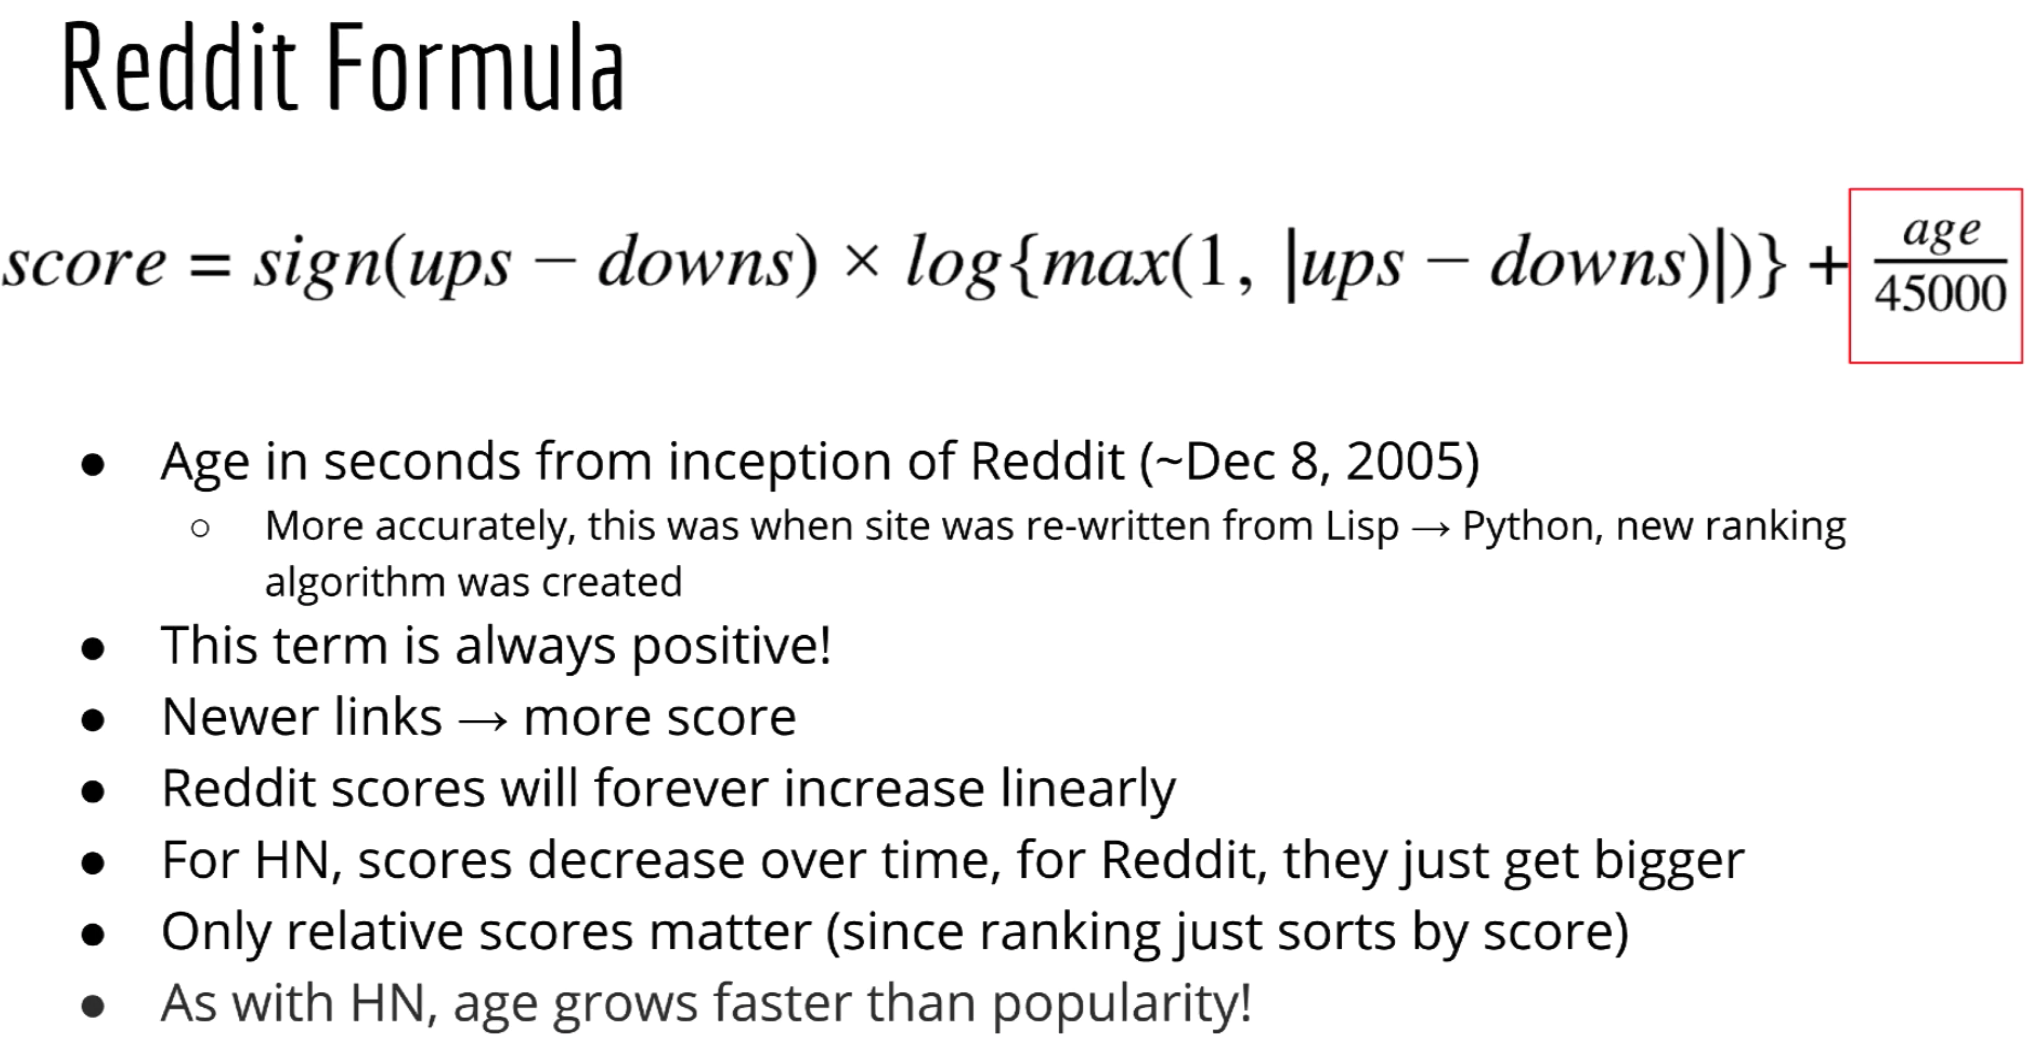 Reddit Formula
score = sign(ups − downs) × log{max(1, |ups − downs)|)} + age/45000
● Age in seconds from inception of Reddit (~Dec 8, 2005)
○ More accurately, this was when site was re-written from Lisp → Python, new ranking
algorithm was created
● This term is always positive!
● Newer links → more score
● Reddit scores will forever increase linearly
● For HN, scores decrease over time, for Reddit, they just get bigger
● Only relative scores matter (since ranking just sorts by score)
● As with HN, age grows faster than popularity!